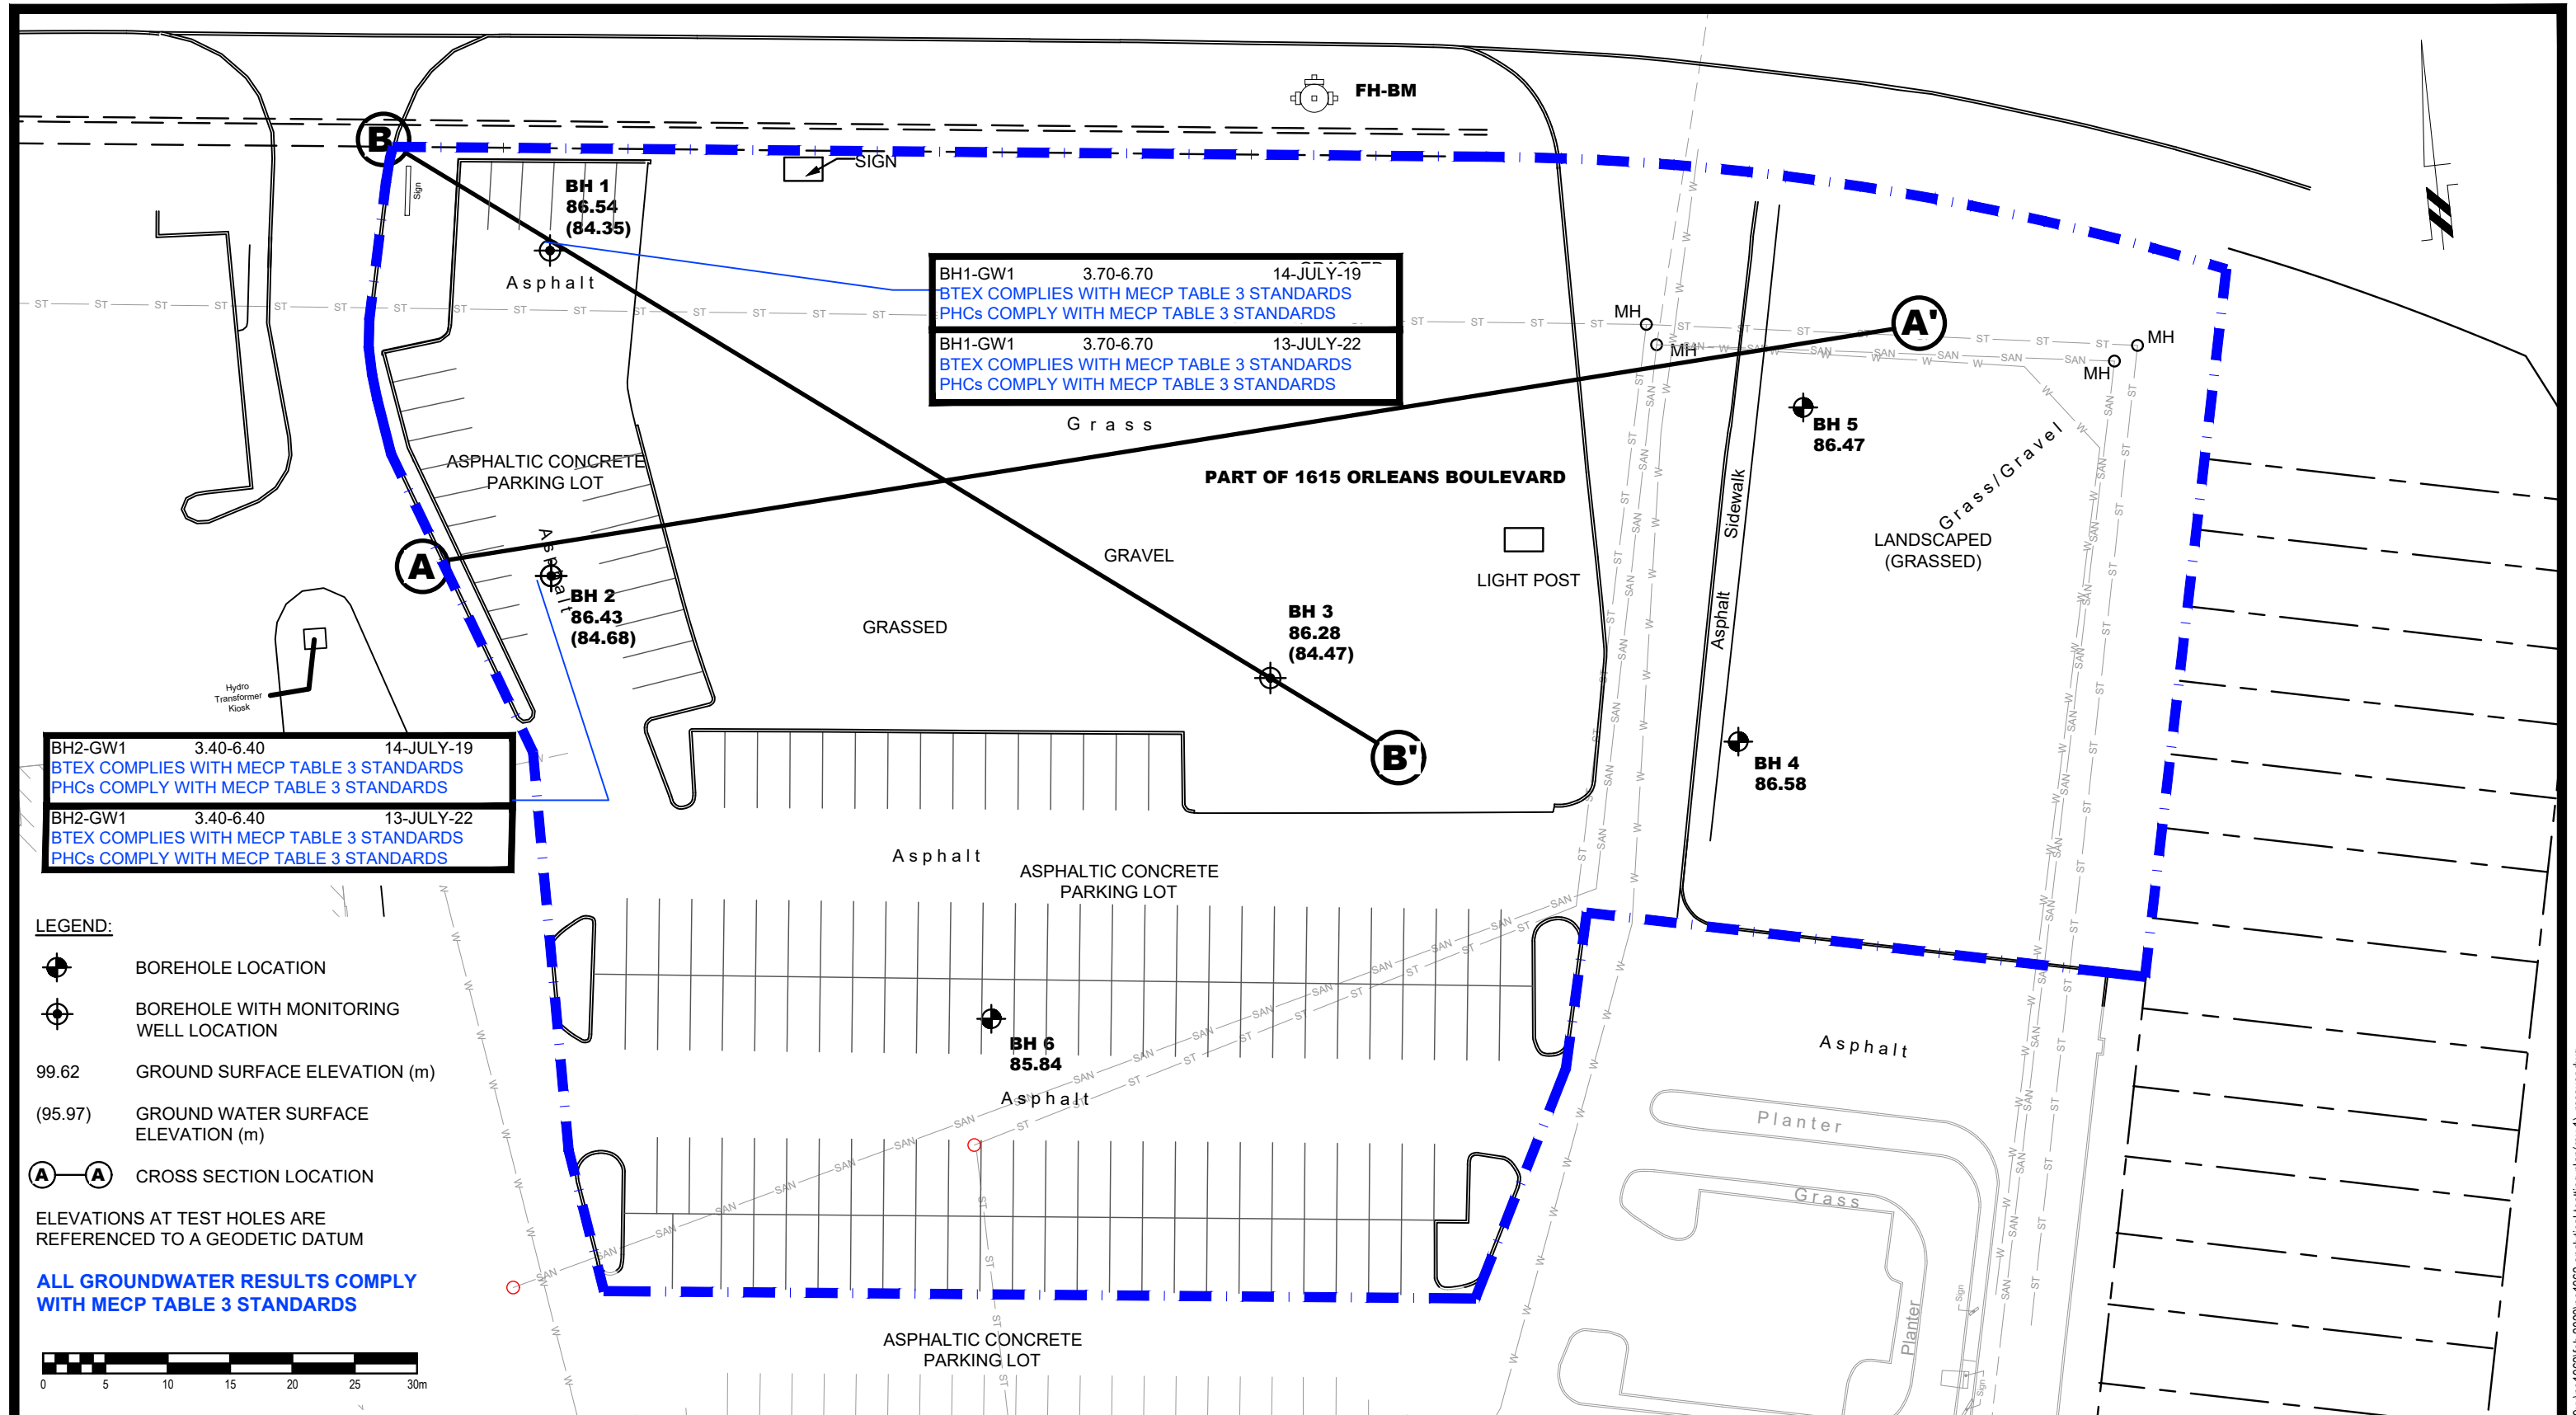 FH-BM
B
SIGN
Sign
BH 1
86.54
(84.35)
Asphalt
BH1-GW1 3.70-6.70 14-JULY-19
BTEX COMPLIES WITH MECP TABLE 3 STANDARDS
PHCs COMPLY WITH MECP TABLE 3 STANDARDS
BH1-GW1 3.70-6.70 13-JULY-22
BTEX COMPLIES WITH MECP TABLE 3 STANDARDS
PHCs COMPLY WITH MECP TABLE 3 STANDARDS
MH
MH
A'
MH
MH
BH 5
86.47
Grass
ASPHALTIC CONCRETE
PARKING LOT
PART OF 1615 ORLEANS BOULEVARD
Asphalt Sidewalk
Grass/Gravel
LANDSCAPED
(GRASSED)
A
Asphalt
BH 2
86.43
(84.68)
GRAVEL
LIGHT POST
GRASSED
BH 3
86.28
(84.47)
Hydro
Transformer
Kiosk
B'
BH 4
86.58
BH2-GW1 3.40-6.40 14-JULY-19
BTEX COMPLIES WITH MECP TABLE 3 STANDARDS
PHCs COMPLY WITH MECP TABLE 3 STANDARDS
BH2-GW1 3.40-6.40 13-JULY-22
BTEX COMPLIES WITH MECP TABLE 3 STANDARDS
PHCs COMPLY WITH MECP TABLE 3 STANDARDS
Asphalt
ASPHALTIC CONCRETE
PARKING LOT
BH 6
85.84
Asphalt
Asphalt
Planter
Grass
Planter
Sign
Sign
ASPHALTIC CONCRETE
PARKING LOT
LEGEND:
BOREHOLE LOCATION
BOREHOLE WITH MONITORING
WELL LOCATION
99.62 GROUND SURFACE ELEVATION (m)
(95.97) GROUND WATER SURFACE
ELEVATION (m)
A A CROSS SECTION LOCATION
ELEVATIONS AT TEST HOLES ARE
REFERENCED TO A GEODETIC DATUM
ALL GROUNDWATER RESULTS COMPLY
WITH MECP TABLE 3 STANDARDS
0 5 10 15 20 25 30m